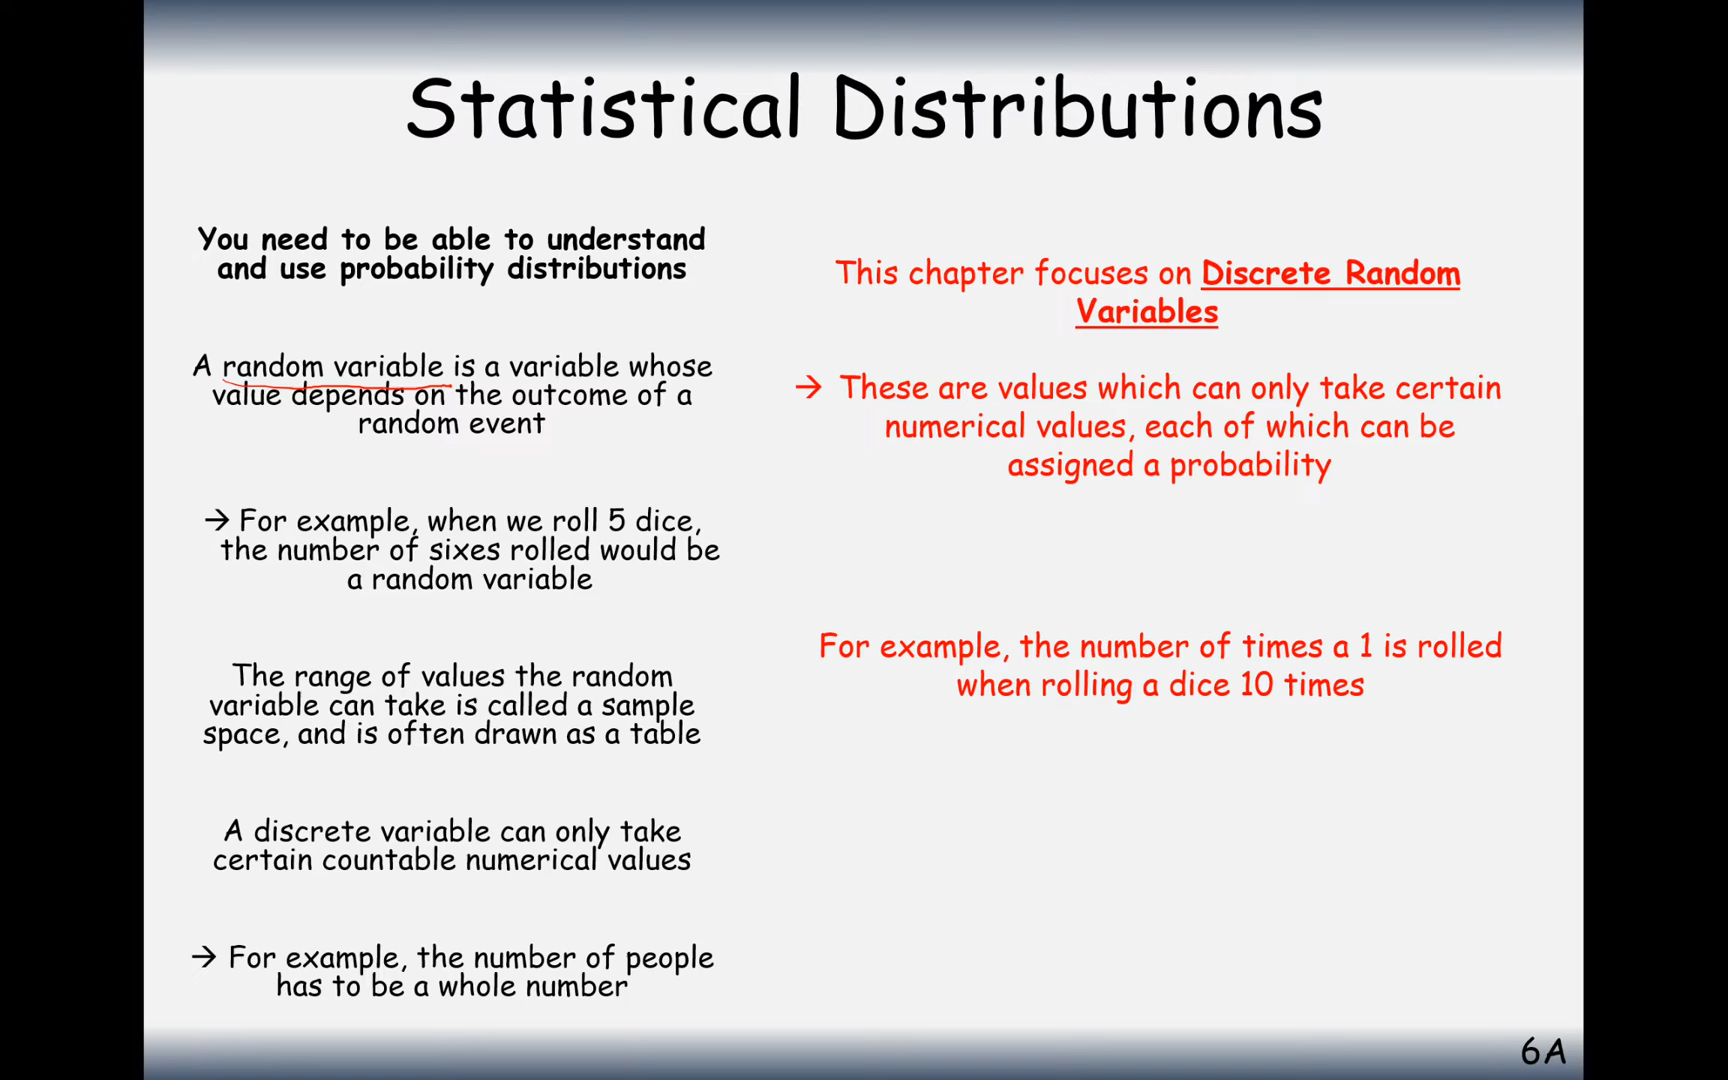 Statistical Distributions
You need to be able to understand
and use probability distributions
A random variable is a variable whose
value depends on the outcome of a
random event
→ For example, when we roll 5 dice,
the number of sixes rolled would be
a random variable
The range of values the random
variable can take is called a sample
space, and is often drawn as a table
A discrete variable can only take
certain countable numerical values
→ For example, the number of people
has to be a whole number
This chapter focuses on Discrete Random
Variables
→ These are values which can only take certain
numerical values, each of which can be
assigned a probability
For example, the number of times a 1 is rolled
when rolling a dice 10 times
6A